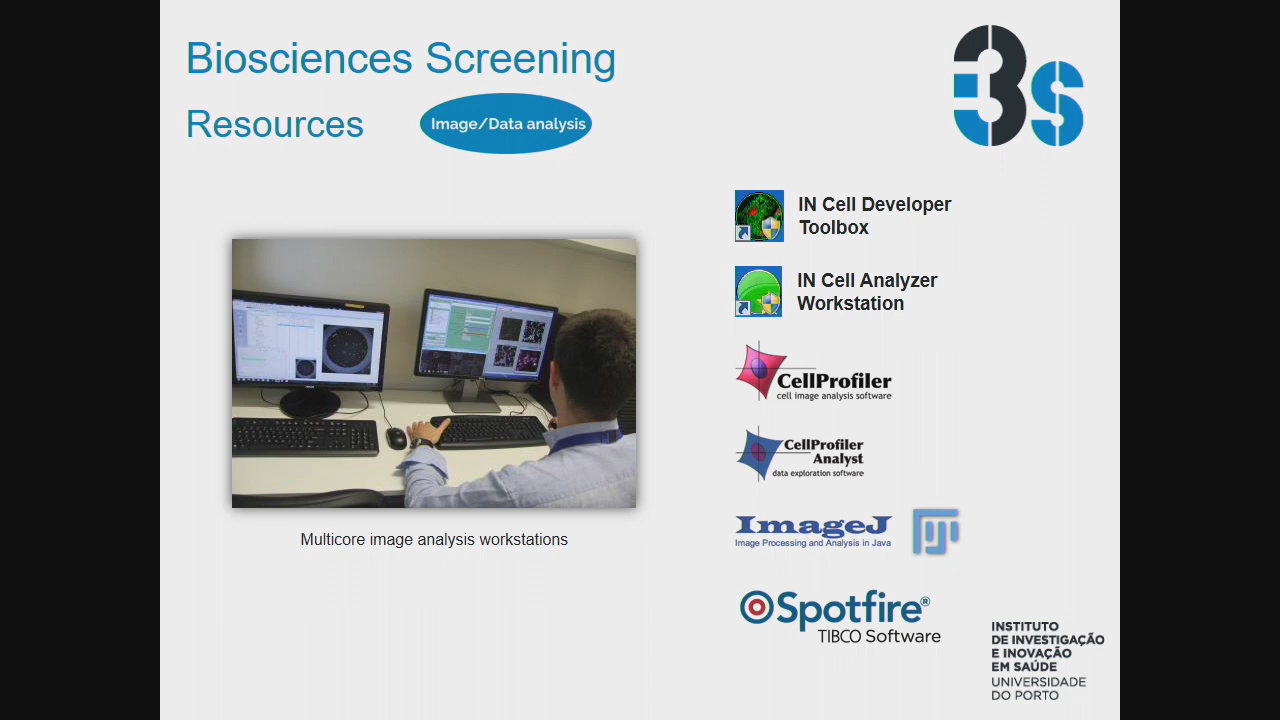 Biosciences Screening
Resources
Image/Data analysis
3s
IN Cell Developer
Toolbox
IN Cell Analyzer
Workstation
CellProfiler
cell image analysis software
CellProfiler
Analyst
data exploration software
ImageJ
Image Processing and Analysis in Java
Multicore image analysis workstations
Spotfire®
TIBCO Software
INSTITUTO
DE INVESTIGAÇÃO
E INOVAÇÃO
EM SAÚDE
UNIVERSIDADE
DO PORTO